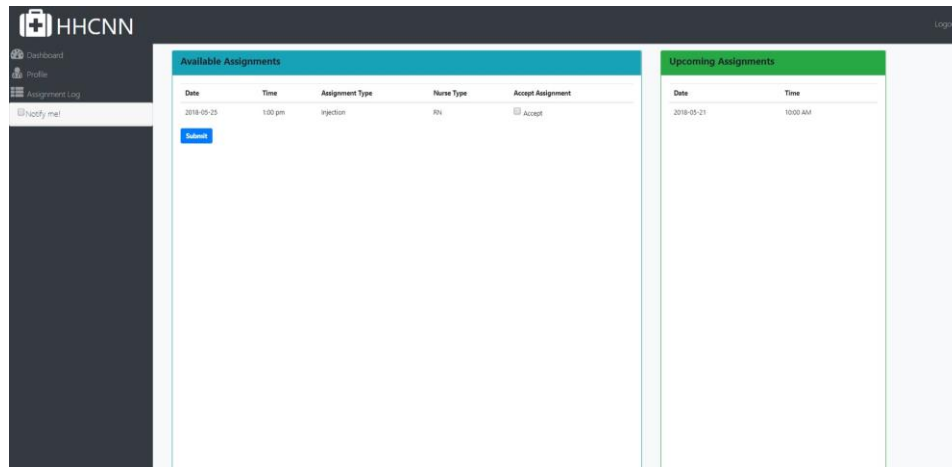 HHCNN
Logo
Dashboard
Profile
Assignment Log
Notify me!
Available Assignments
Date Time Assignment Type Nurse Type Accept Assignment
2018-05-25 1:00 pm Injection RN Accept
Submit
Upcoming Assignments
Date Time
2018-05-21 10:00 AM